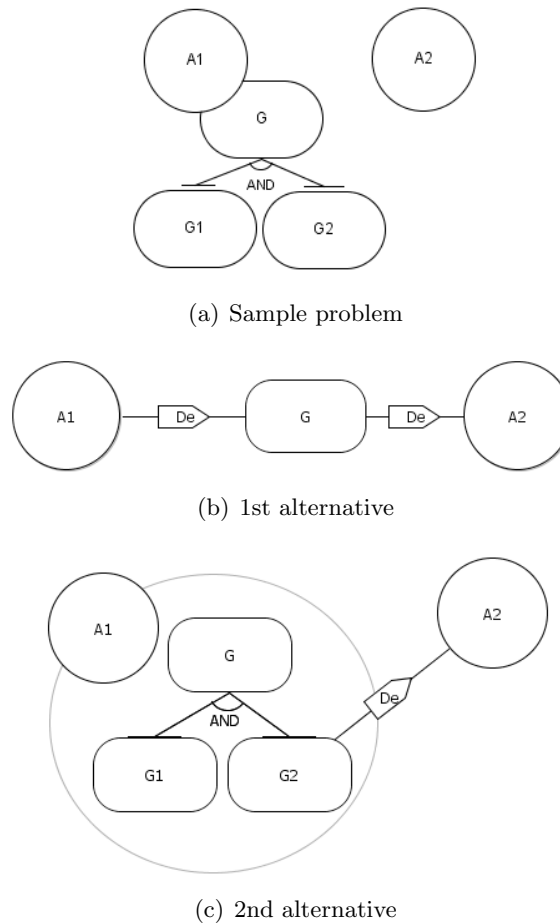 A1
A2
G
AND
G1
G2
(a) Sample problem
A1
De
G
De
A2
(b) 1st alternative
A1
A2
G
De
AND
G1
G2
(c) 2nd alternative